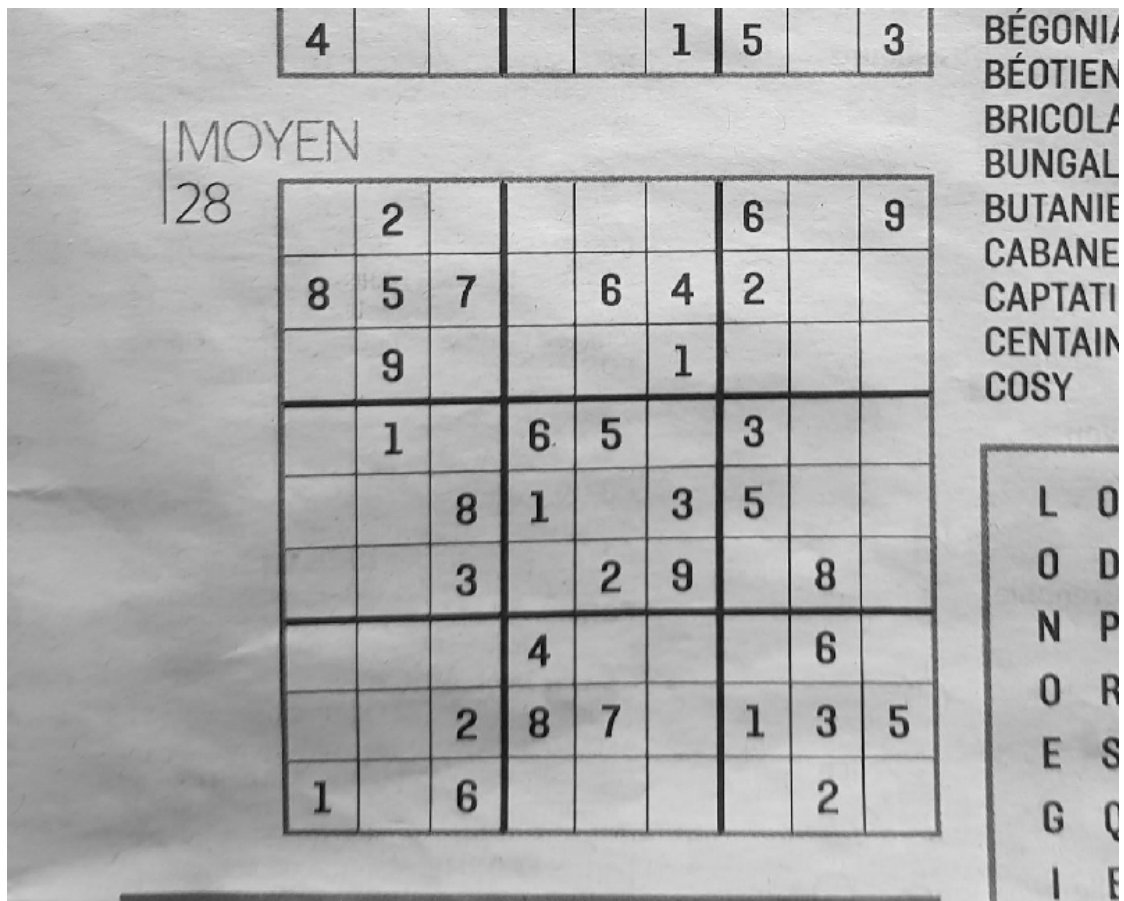 4 1 5 3
MOYEN
28
2 6 9
8 5 7 6 4 2
9 1
1 6 5 3
8 1 3 5
3 2 9 8
4 6
2 8 7 1 3 5
1 6 2
BÉGONIA
BÉOTIEN
BRICOLA
BUNGAL
BUTANIE
CABANE
CAPTATI
CENTAIN
COSY
L O
O D
N P
O R
E S
G Q
I E